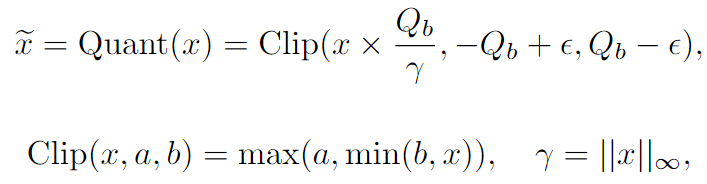 x̃ = Quant(x) = Clip(x × Q_b/γ, −Q_b + ϵ, Q_b − ϵ),
Clip(x, a, b) = max(a, min(b, x)), γ = ||x||_∞,